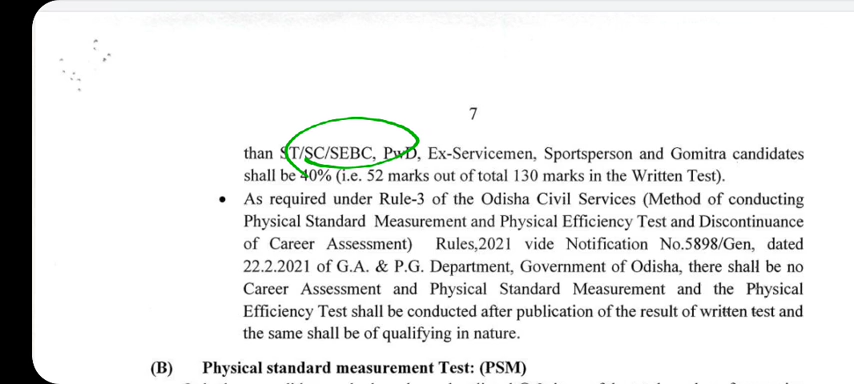 7
than ST/SC/SEBC, PwD, Ex-Servicemen, Sportsperson and Gomitra candidates
shall be 40% (i.e. 52 marks out of total 130 marks in the Written Test).
• As required under Rule-3 of the Odisha Civil Services (Method of conducting
Physical Standard Measurement and Physical Efficiency Test and Discontinuance
of Career Assessment) Rules,2021 vide Notification No.5898/Gen, dated
22.2.2021 of G.A. & P.G. Department, Government of Odisha, there shall be no
Career Assessment and Physical Standard Measurement and the Physical
Efficiency Test shall be conducted after publication of the result of written test and
the same shall be of qualifying in nature.
(B) Physical standard measurement Test: (PSM)